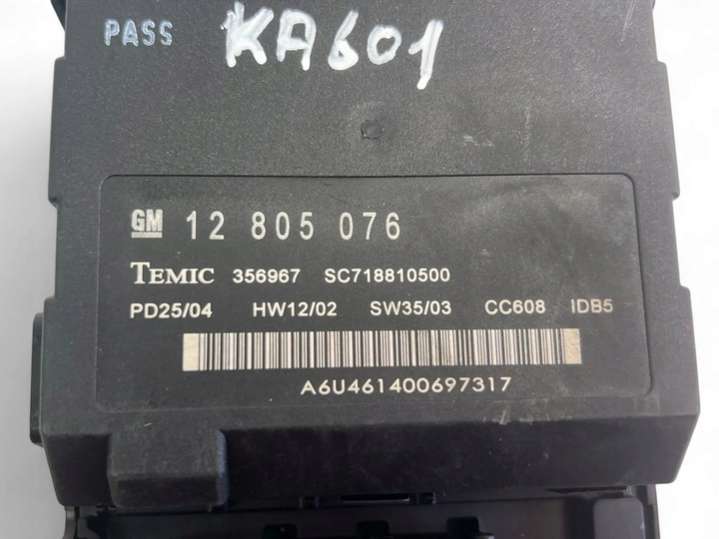 PASS KA601
GM 12 805 076
TEMIC 356967 SC718810500
PD25/04 HW12/02 SW35/03 CC608 IDB5
A6U461400697317